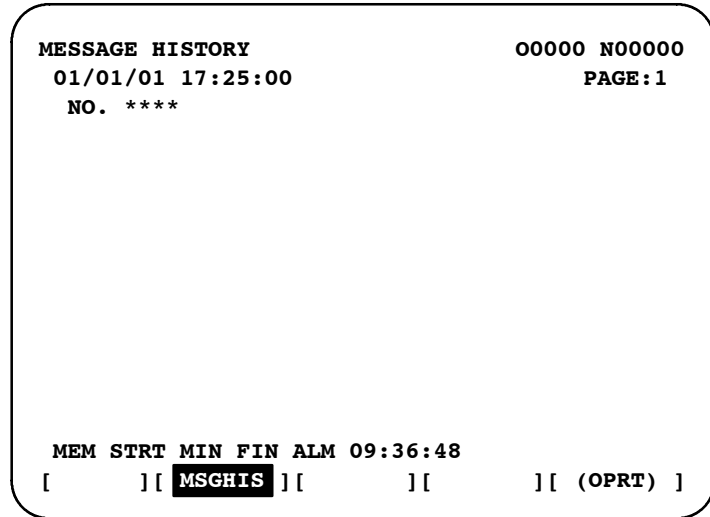 MESSAGE HISTORY O0000 N00000
01/01/01 17:25:00 PAGE:1
NO. ****
MEM STRT MIN FIN ALM 09:36:48
[ ][ MSGHIS ][ ][ ][ (OPRT) ]